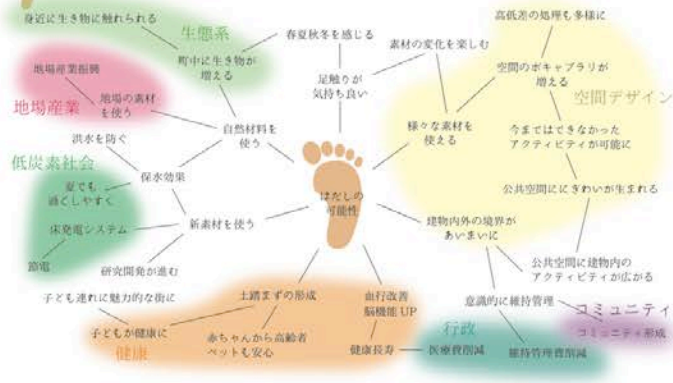 身近に生き物に触れられる
生態系
町中に生き物が
増える
春夏秋冬を感じる
素材の変化を楽しむ
高低差の処理も多様に
空間のボキャブラリが
増える
空間デザイン
地場産業振興
地場産業
地場の素材
を使う
足触りが
気持ち良い
自然材料を
使う
様々な素材を
使える
今まではできなかった
アクティビティが可能に
洪水を防ぐ
低炭素社会
保水効果
夏でも
過ごしやすく
はだしの
可能性
公共空間ににぎわいが生まれる
床発電システム
新素材を使う
建物内外の境界が
あいまいに
節電
研究開発が進む
公共空間に建物内の
アクティビティが広がる
子ども連れに魅力的な街に
土踏まずの形成
血行改善
脳機能 UP
意識的に維持管理
コミュニティ
コミュニティ形成
子どもが健康に
健康
赤ちゃんから高齢者
ペットも安心
健康長寿
行政
医療費削減
維持管理費削減